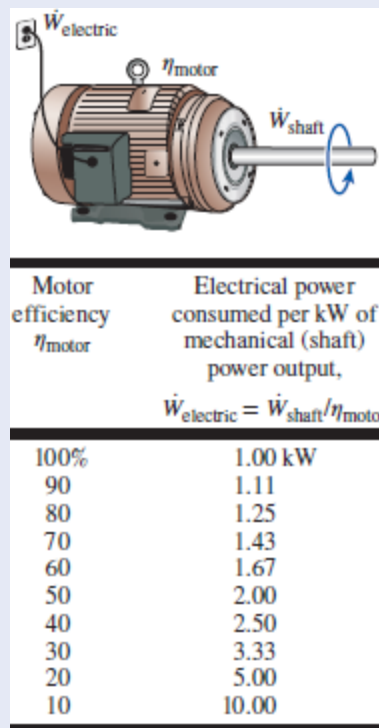 Ẇelectric
ηmotor
Ẇshaft
Motor efficiency ηmotor
Electrical power consumed per kW of mechanical (shaft) power output,
Ẇelectric = Ẇshaft/ηmoto
100% 1.00 kW
90 1.11
80 1.25
70 1.43
60 1.67
50 2.00
40 2.50
30 3.33
20 5.00
10 10.00